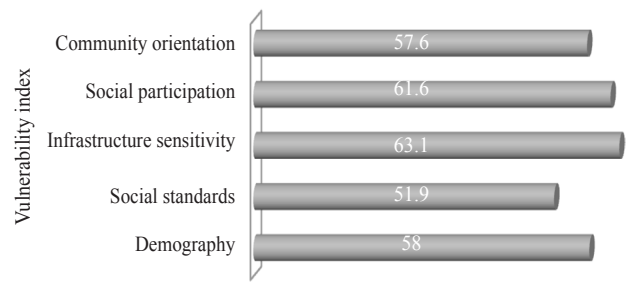 Vulnerability index
Community orientation
57.6
Social participation
61.6
Infrastructure sensitivity
63.1
Social standards
51.9
Demography
58